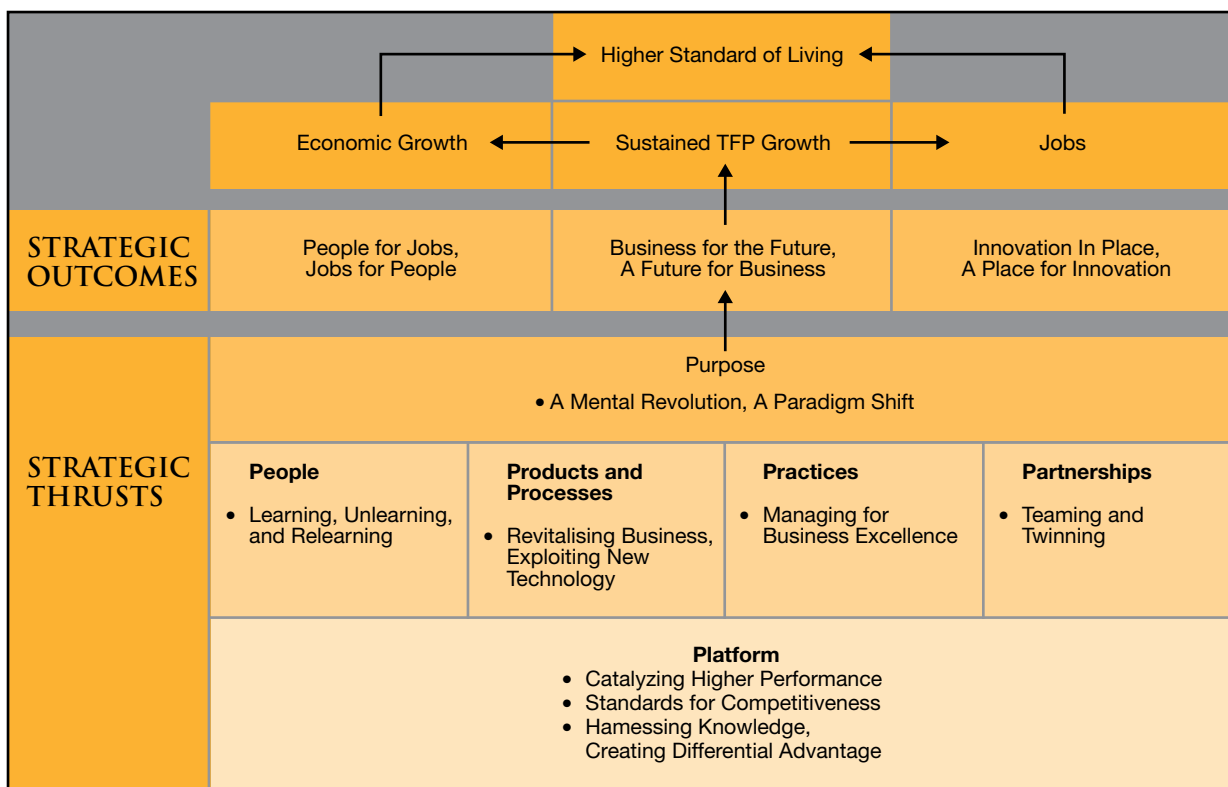 Higher Standard of Living
Economic Growth
Sustained TFP Growth
Jobs
STRATEGIC
OUTCOMES
People for Jobs,
Jobs for People
Business for the Future,
A Future for Business
Innovation In Place,
A Place for Innovation
STRATEGIC
THRUSTS
Purpose
• A Mental Revolution, A Paradigm Shift
People
• Learning, Unlearning,
and Relearning
Products and
Processes
• Revitalising Business,
Exploiting New
Technology
Practices
• Managing for
Business Excellence
Partnerships
• Teaming and
Twinning
Platform
• Catalyzing Higher Performance
• Standards for Competitiveness
• Hamessing Knowledge,
Creating Differential Advantage